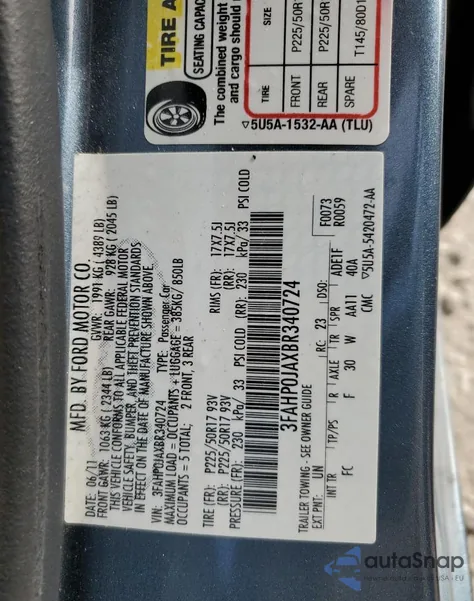 TIRE A
SEATING CAPAC
The combined weight
and cargo should n
TIRE SIZE
FRONT P225/50R1
REAR P225/50R1
SPARE T145/80D1
▽5U5A-1532-AA (TLU)
MFD. BY FORD MOTOR CO.
DATE: 06/11 GVWR: 1991 KG ( 4389 LB)
FRONT GAWR: 1063 KG ( 2344 LB) REAR GAWR: 928 KG ( 2045 LB)
THIS VEHICLE CONFORMS TO ALL APPLICABLE FEDERAL MOTOR
VEHICLE SAFETY, BUMPER, AND THEFT PREVENTION STANDARDS
IN EFFECT ON THE DATE OF MANUFACTURE SHOWN ABOVE.
VIN: 3FAHP0JAXBR340724 TYPE: Passenger Car
MAXIMUM LOAD = OCCUPANTS + LUGGAGE = 385KG/ 850LB
OCCUPANTS = 5 TOTAL; 2 FRONT, 3 REAR
TIRE (FR): P225/50R17 93V RIMS (FR): 17X7.5J
(RR): P225/50R17 93V (RR): 17X7.5J
PRESSURE (FR): 230 kPa/ 33 PSI COLD (RR): 230 kPa/ 33 PSI COLD
3FAHP0JAXBR340724
F0073
R0059
TRAILER TOWING - SEE OWNER GUIDE
EXT PNT: UN RC: 23 DSO:
INT TR TP/PS R AXLE TR SPR ADE1F
FC F 30 W AA11 40A
CMC ▽5U5A-5420472-AA
autaSnap